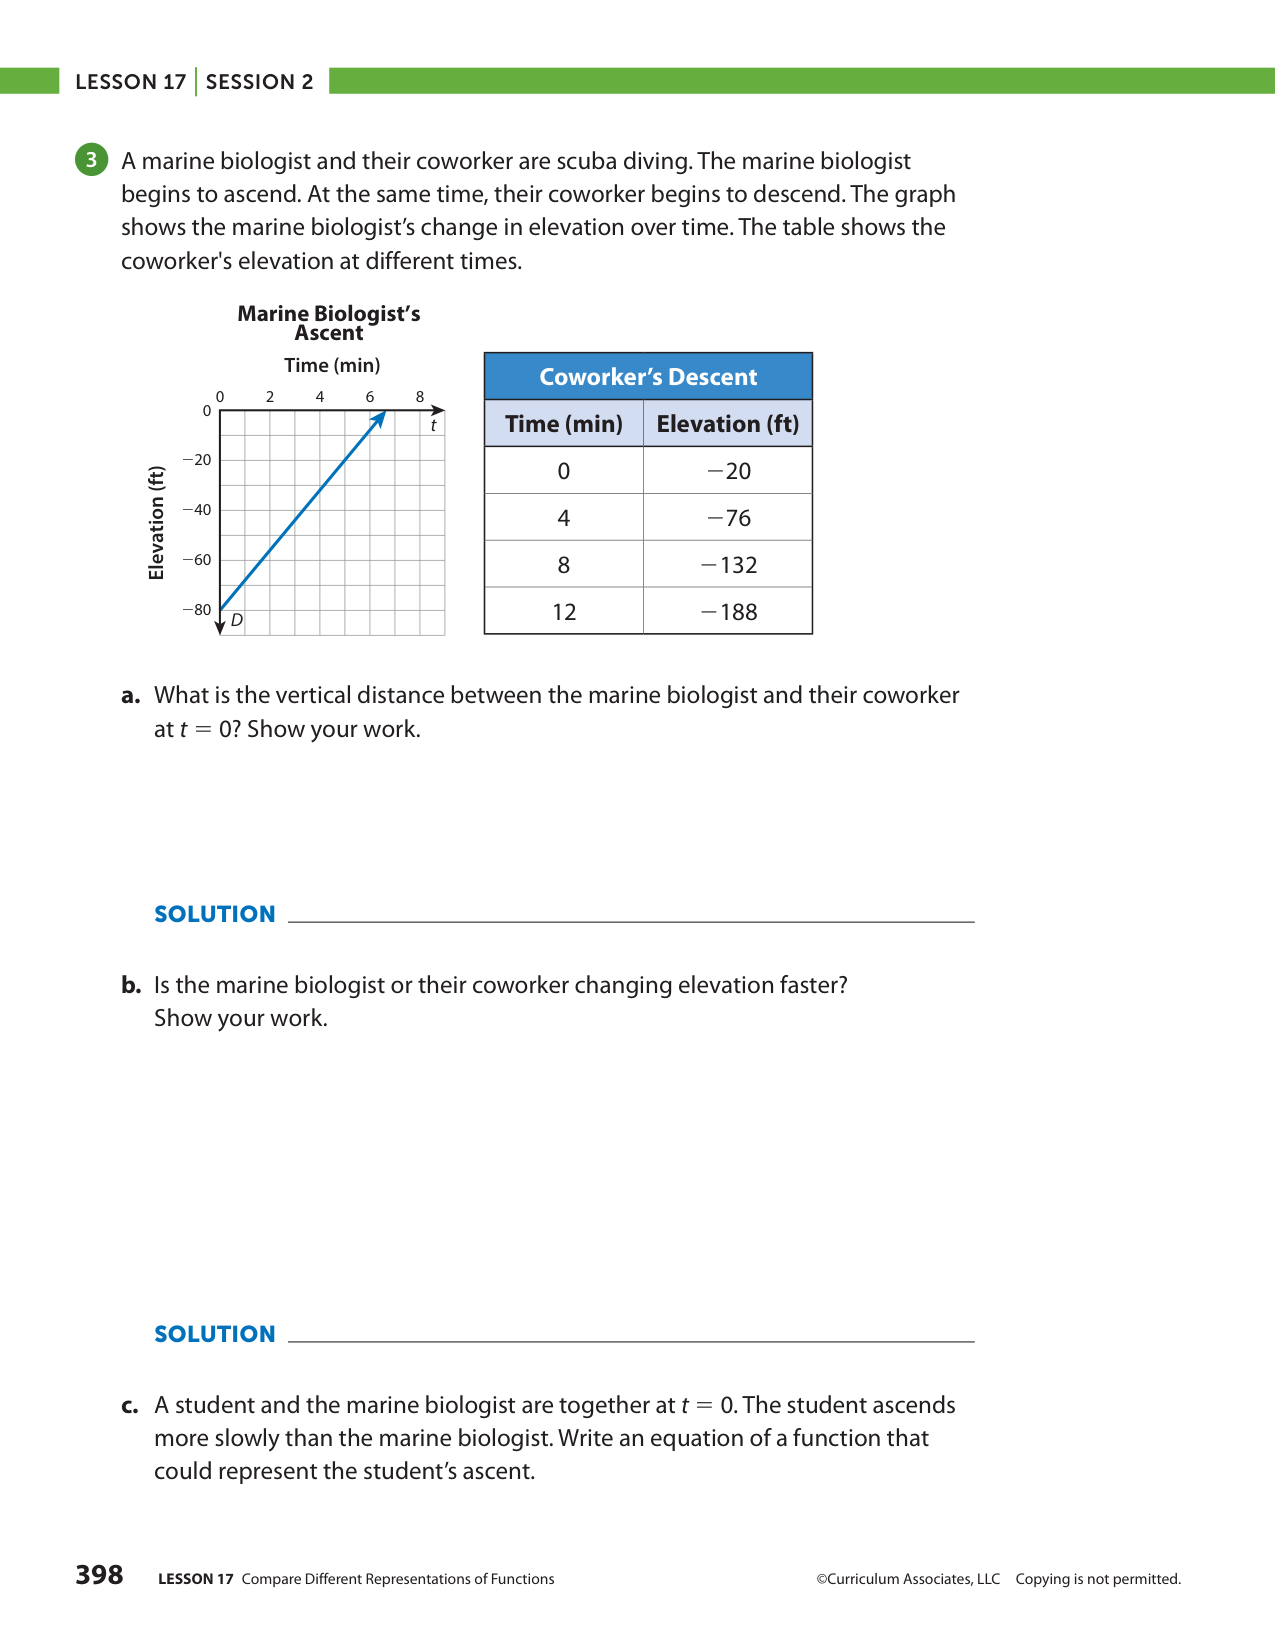 LESSON 17 | SESSION 2
3 A marine biologist and their coworker are scuba diving. The marine biologist
begins to ascend. At the same time, their coworker begins to descend. The graph
shows the marine biologist’s change in elevation over time. The table shows the
coworker's elevation at different times.
Marine Biologist’s
Ascent
Time (min)
0 2 4 6 8
0
t
−20
−40
−60
−80
D
Elevation (ft)
Coworker’s Descent
Time (min) Elevation (ft)
0 −20
4 −76
8 −132
12 −188
a. What is the vertical distance between the marine biologist and their coworker
at t = 0? Show your work.
SOLUTION
b. Is the marine biologist or their coworker changing elevation faster?
Show your work.
SOLUTION
c. A student and the marine biologist are together at t = 0. The student ascends
more slowly than the marine biologist. Write an equation of a function that
could represent the student’s ascent.
398 LESSON 17 Compare Different Representations of Functions ©Curriculum Associates, LLC Copying is not permitted.